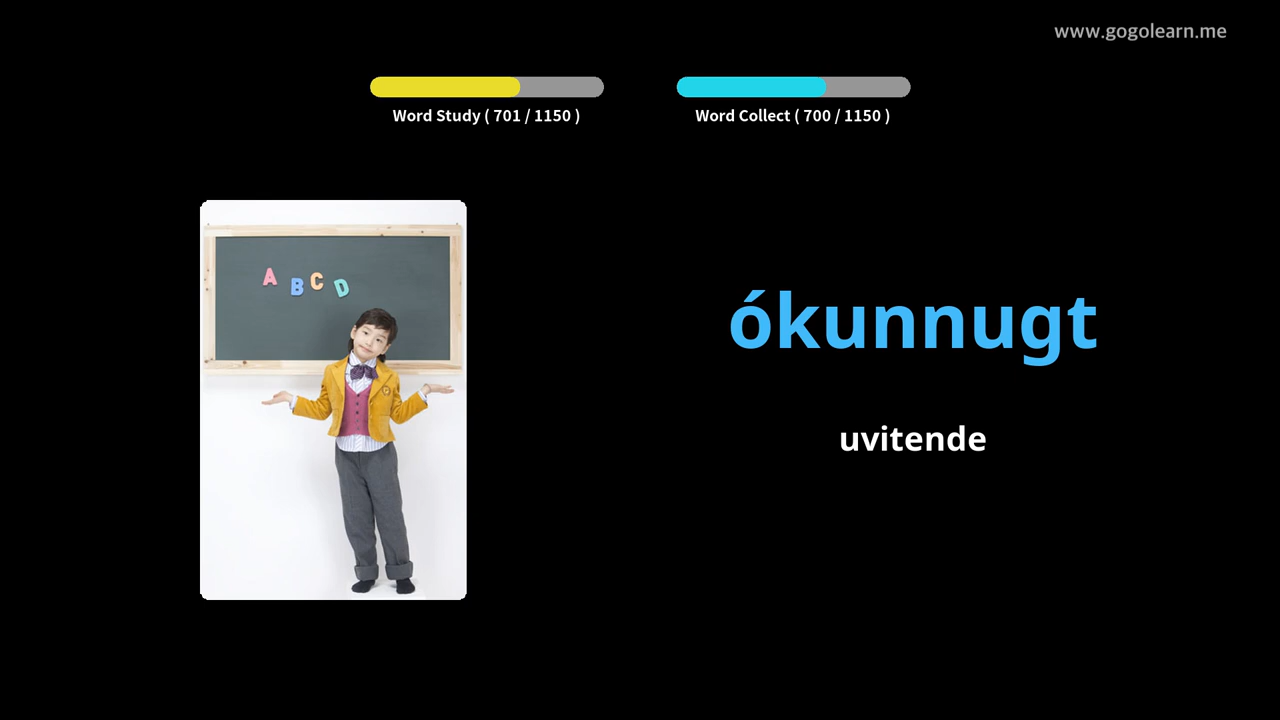 www.gogolearn.me
Word Study ( 701 / 1150 )
Word Collect ( 700 / 1150 )
A B C D
ókunnugt
uvitende